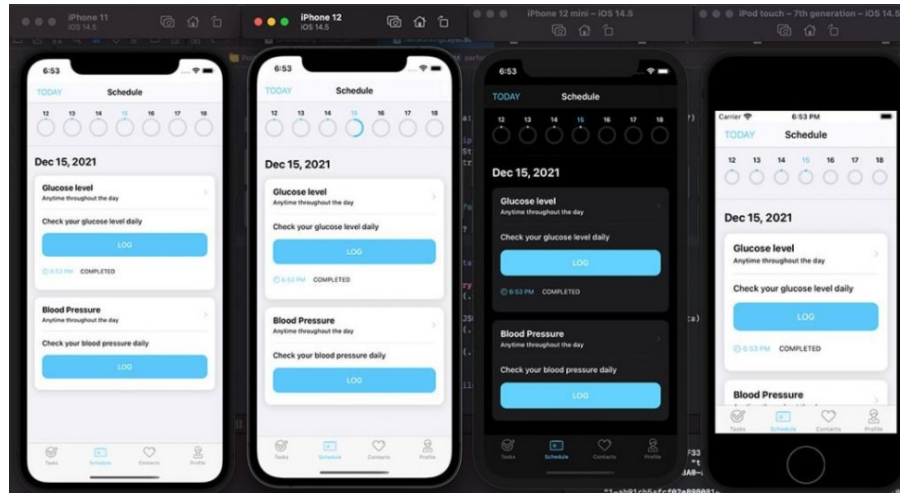 iPhone 11
iOS 14.5
iPhone 12
iOS 14.5
iPhone 12 mini – iOS 14.5
iPod touch – 7th generation – iOS 14.5
6:53
TODAY
Schedule
12 13 14 15 16 17 18
Dec 15, 2021
Glucose level
Anytime throughout the day
Check your glucose level daily
LOG
6:53 PM COMPLETED
Blood Pressure
Anytime throughout the day
Check your blood pressure daily
LOG
Tasks Schedule Contacts Profile
6:53
TODAY
Schedule
12 13 14 15 16 17 18
Dec 15, 2021
Glucose level
Anytime throughout the day
Check your glucose level daily
LOG
Blood Pressure
Anytime throughout the day
Check your blood pressure daily
LOG
Tasks Schedule Contacts Profile
6:53
TODAY
Schedule
12 13 14 15 16 17 18
Dec 15, 2021
Glucose level
Anytime throughout the day
Check your glucose level daily
LOG
6:53 PM COMPLETED
Blood Pressure
Anytime throughout the day
Check your blood pressure daily
LOG
Tasks Schedule Contacts Profile
Carrier 6:53 PM
TODAY
Schedule
12 13 14 15 16 17 18
Dec 15, 2021
Glucose level
Anytime throughout the day
Check your glucose level daily
LOG
6:53 PM COMPLETED
Blood Pressure
Tasks Schedule Contacts Profile